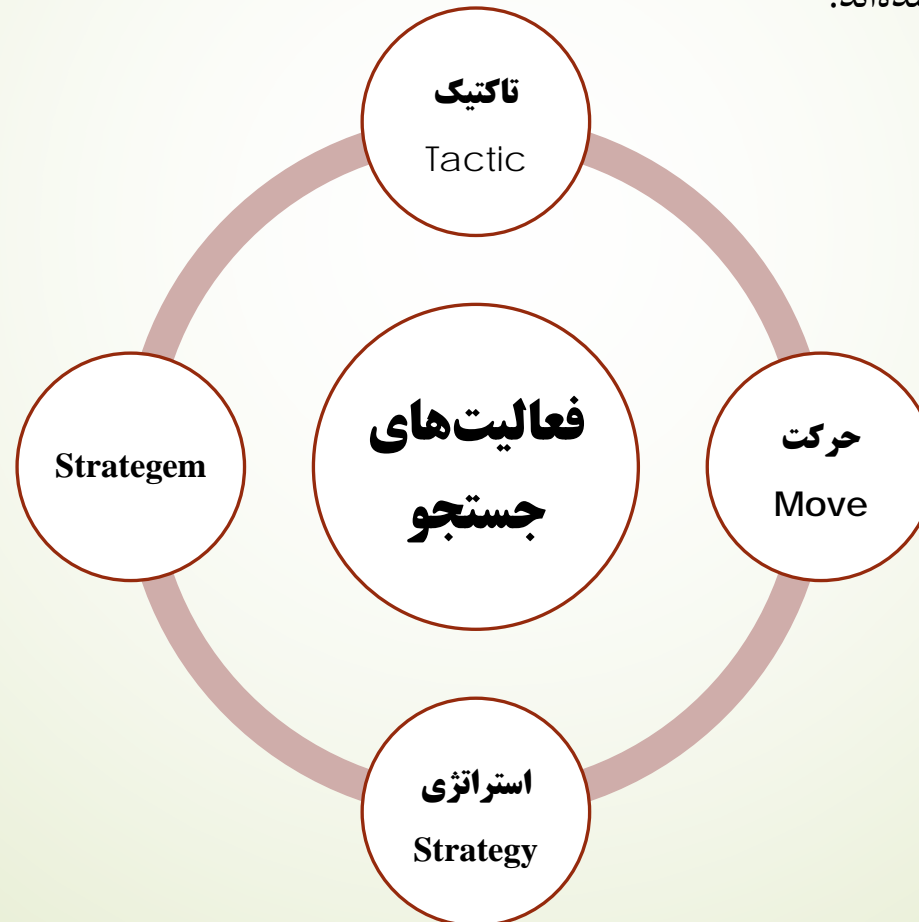 تاکتیک
Tactic
حرکت
Move
فعالیت‌های
جستجو
Strategem
استراتژی
Strategy